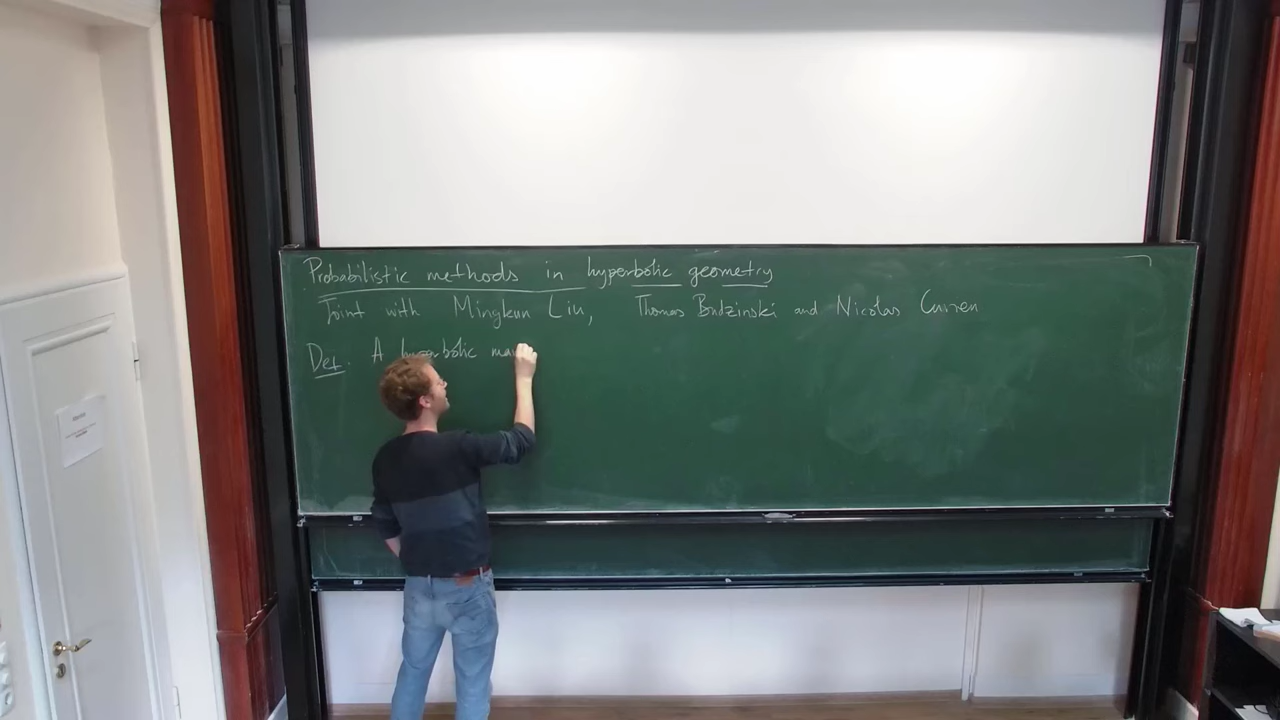 Probabilistic methods in hyperbolic geometry
Joint with Mingkun Liu, Thomas Budzinski and Nicolas Curien
Def. A hyperbolic ma